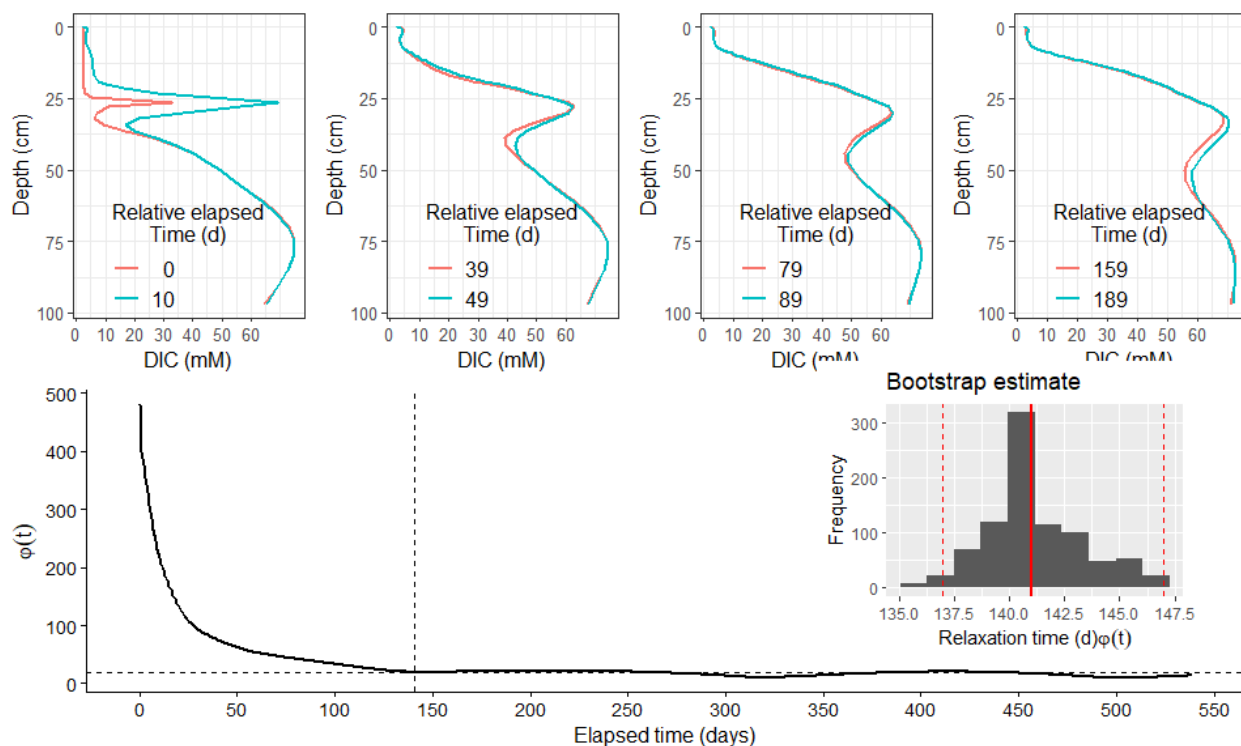 0
25
50
75
100
Depth (cm)
Relative elapsed
Time (d)
0
10
0 10 20 30 40 50 60
DIC (mM)
0
25
50
75
100
Depth (cm)
Relative elapsed
Time (d)
39
49
0 10 20 30 40 50 60
DIC (mM)
0
25
50
75
100
Depth (cm)
Relative elapsed
Time (d)
79
89
0 10 20 30 40 50 60
DIC (mM)
0
25
50
75
100
Depth (cm)
Relative elapsed
Time (d)
159
189
0 10 20 30 40 50 60
DIC (mM)
500
400
300
200
100
0
φ(t)
0 50 100 150 200 250 300 350 400 450 500 550
Elapsed time (days)
Bootstrap estimate
300
200
100
0
Frequency
135.0 137.5 140.0 142.5 145.0 147.5
Relaxation time (d)φ(t)